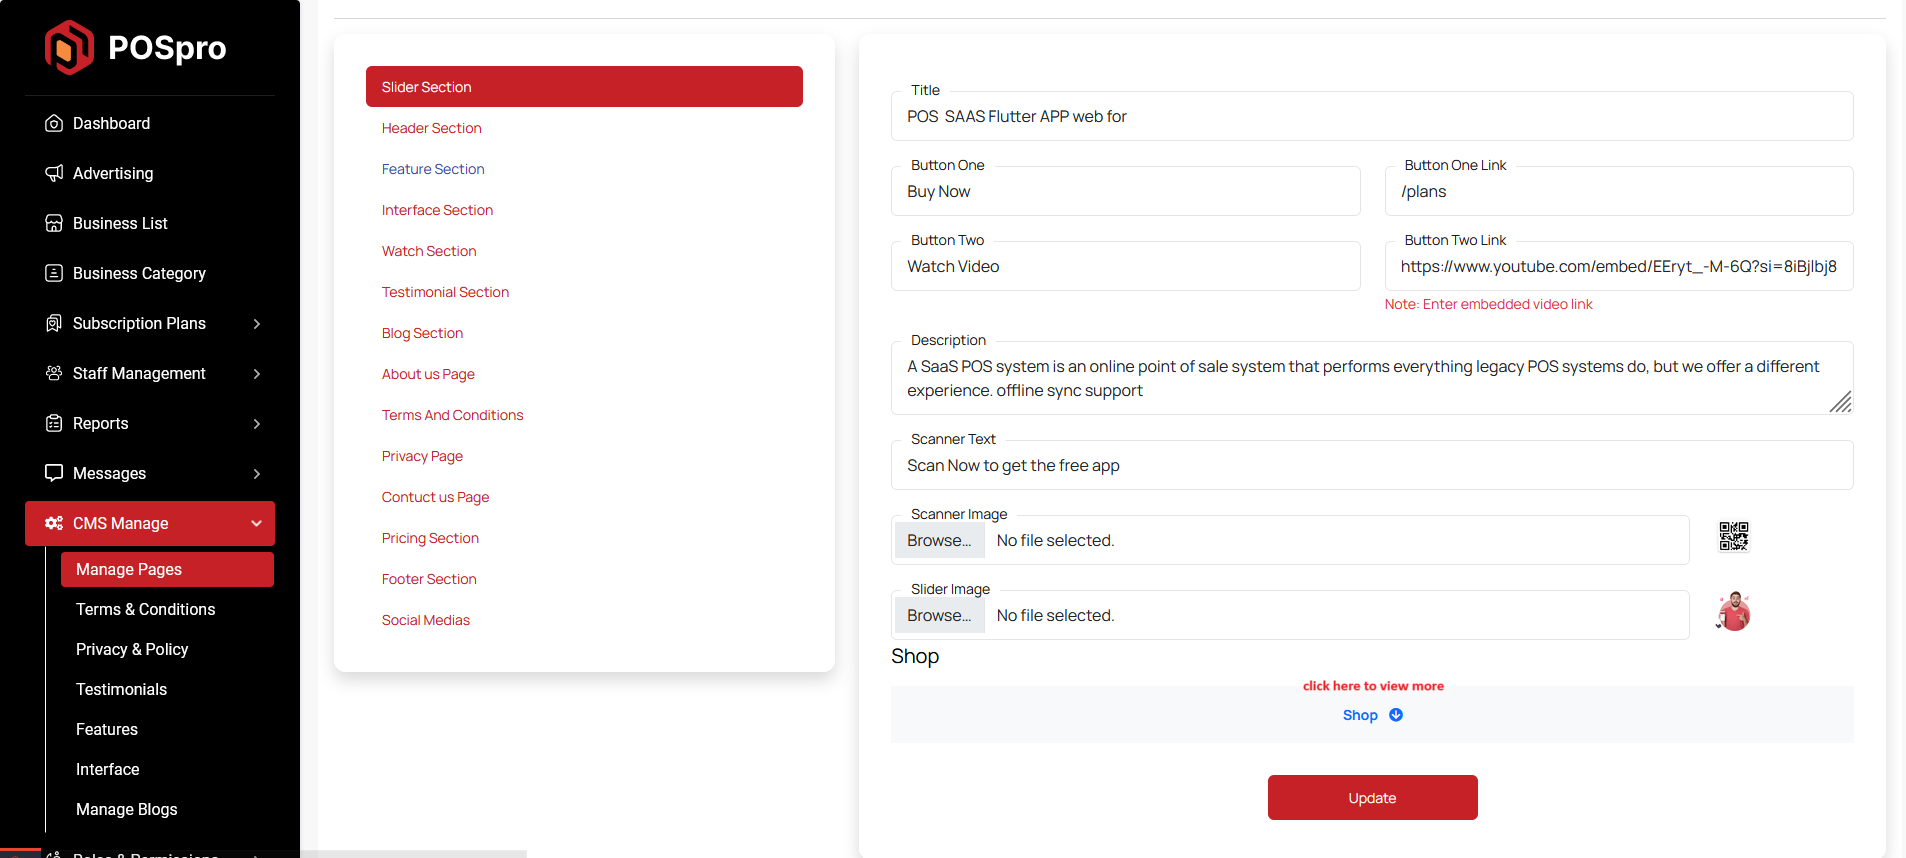 POSpro
Dashboard
Advertising
Business List
Business Category
Subscription Plans
Staff Management
Reports
Messages
CMS Manage
Manage Pages
Terms & Conditions
Privacy & Policy
Testimonials
Features
Interface
Manage Blogs
Roles & Permissions
Slider Section
Header Section
Feature Section
Interface Section
Watch Section
Testimonial Section
Blog Section
About us Page
Terms And Conditions
Privacy Page
Contuct us Page
Pricing Section
Footer Section
Social Medias
Title
POS SAAS Flutter APP web for
Button One
Buy Now
Button One Link
/plans
Button Two
Watch Video
Button Two Link
https://www.youtube.com/embed/EEryt_-M-6Q?si=8iBjlbj8
Note: Enter embedded video link
Description
A SaaS POS system is an online point of sale system that performs everything legacy POS systems do, but we offer a different
experience. offline sync support
Scanner Text
Scan Now to get the free app
Scanner Image
Browse... No file selected.
Slider Image
Browse... No file selected.
Shop
click here to view more
Shop
Update